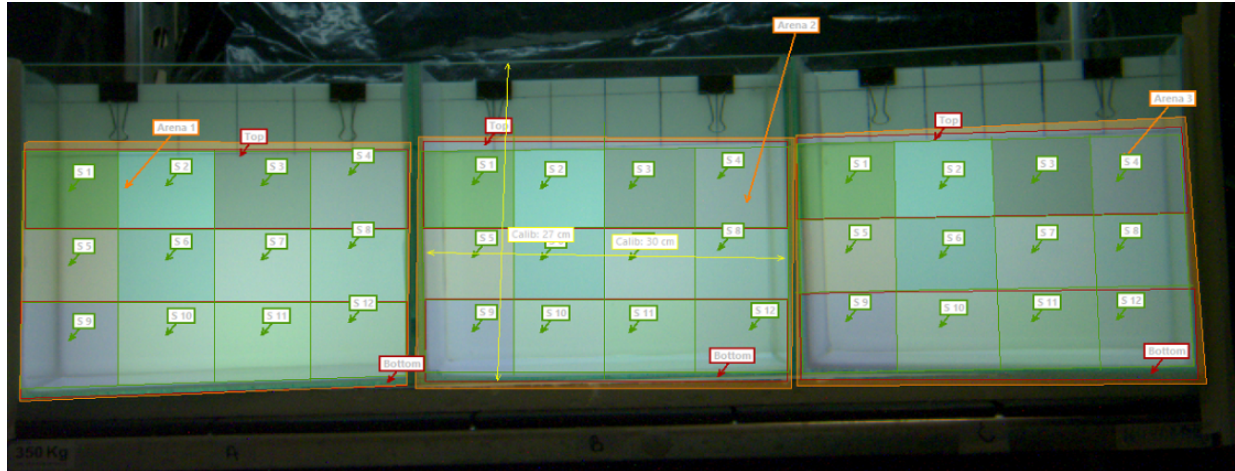 Arena 1
Top
S 1
S 2
S 3
S 4
S 5
S 6
S 7
S 8
S 9
S 10
S 11
S 12
Bottom
Arena 2
Top
S 1
S 2
S 3
S 4
S 5
Calib: 27 cm
Calib: 30 cm
S 8
S 9
S 10
S 11
S 12
Bottom
Arena 3
Top
S 1
S 2
S 3
S 4
S 5
S 6
S 7
S 8
S 9
S 10
S 11
S 12
Bottom
350 Kg
A
B
C